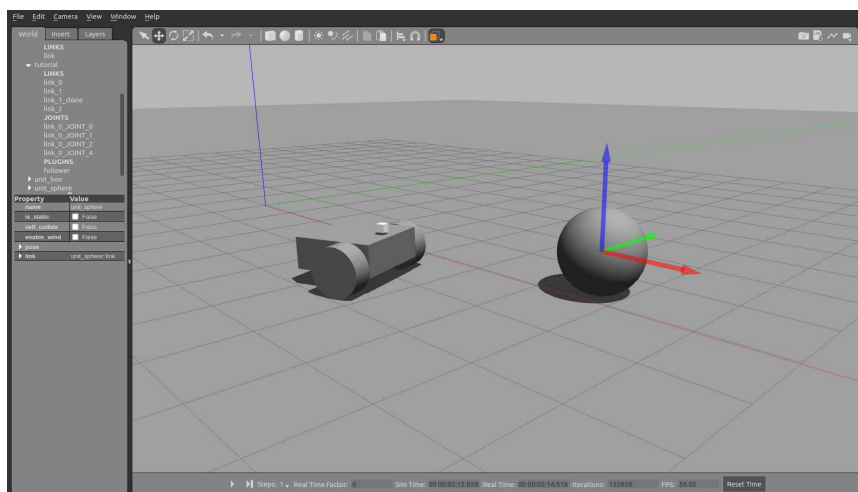 File Edit Camera View Window Help
World Insert Layers
LINKS
link
tutorial
LINKS
link_0
link_1
link_1_clone
link_2
JOINTS
link_0_JOINT_0
link_0_JOINT_1
link_0_JOINT_2
link_0_JOINT_4
PLUGINS
Follower
unit_box
unit_sphere
Property Value
name unit_sphere
is_static False
self_collide False
enable_wind False
pose
link unit_sphere::link
Steps: 1 Real Time Factor: 0 Sim Time: 00 00:02:12.858 Real Time: 00 00:02:14.516 Iterations: 132858 FPS: 59.02 Reset Time